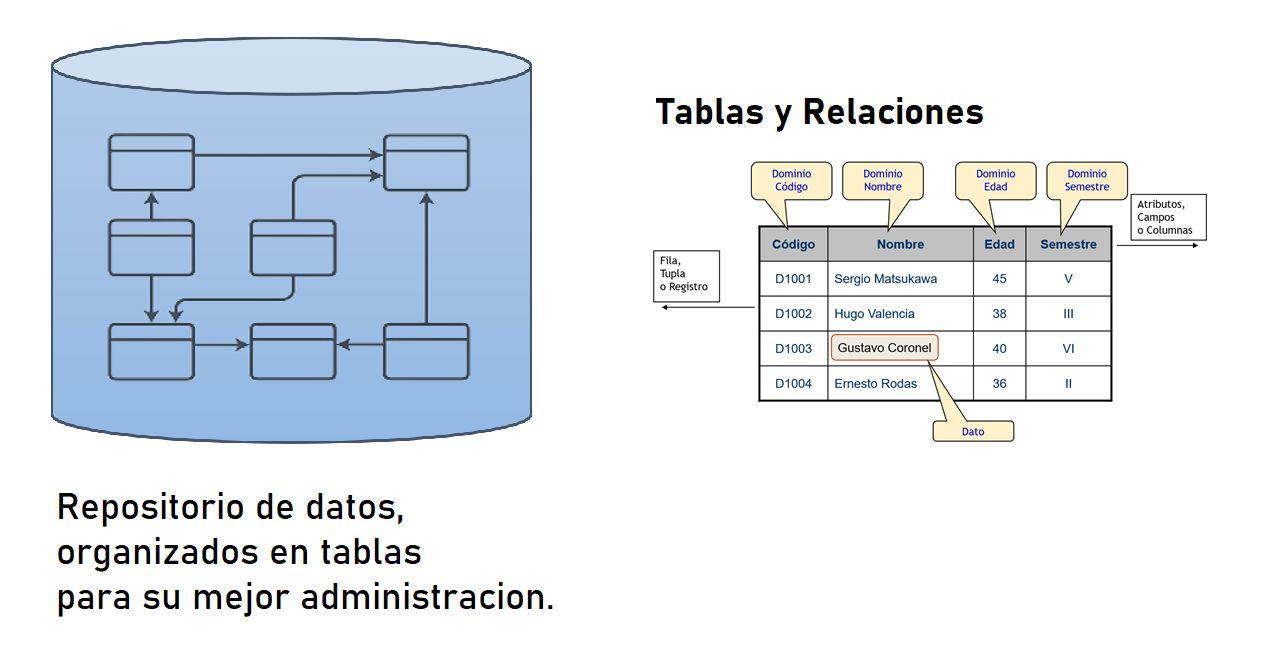 Tablas y Relaciones
Dominio
Código
Dominio
Nombre
Dominio
Edad
Dominio
Semestre
Atributos,
Campos
o Columnas
Fila,
Tupla
o Registro
Código Nombre Edad Semestre
D1001 Sergio Matsukawa 45 V
D1002 Hugo Valencia 38 III
D1003 Gustavo Coronel 40 VI
D1004 Ernesto Rodas 36 II
Dato
Repositorio de datos,
organizados en tablas
para su mejor administracion.